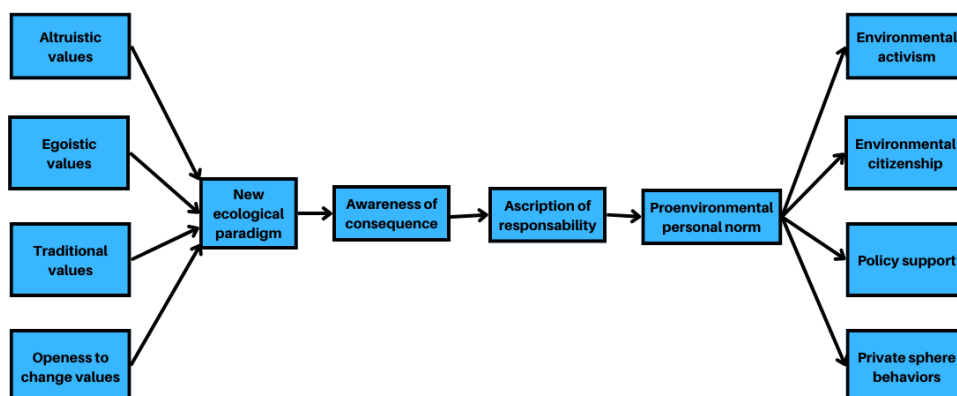 Altruistic
values
Egoistic
values
Traditional
values
Openess to
change values
New
ecological
paradigm
Awareness of
consequence
Ascription of
responsability
Proenvironmental
personal norm
Environmental
activism
Environmental
citizenship
Policy support
Private sphere
behaviors